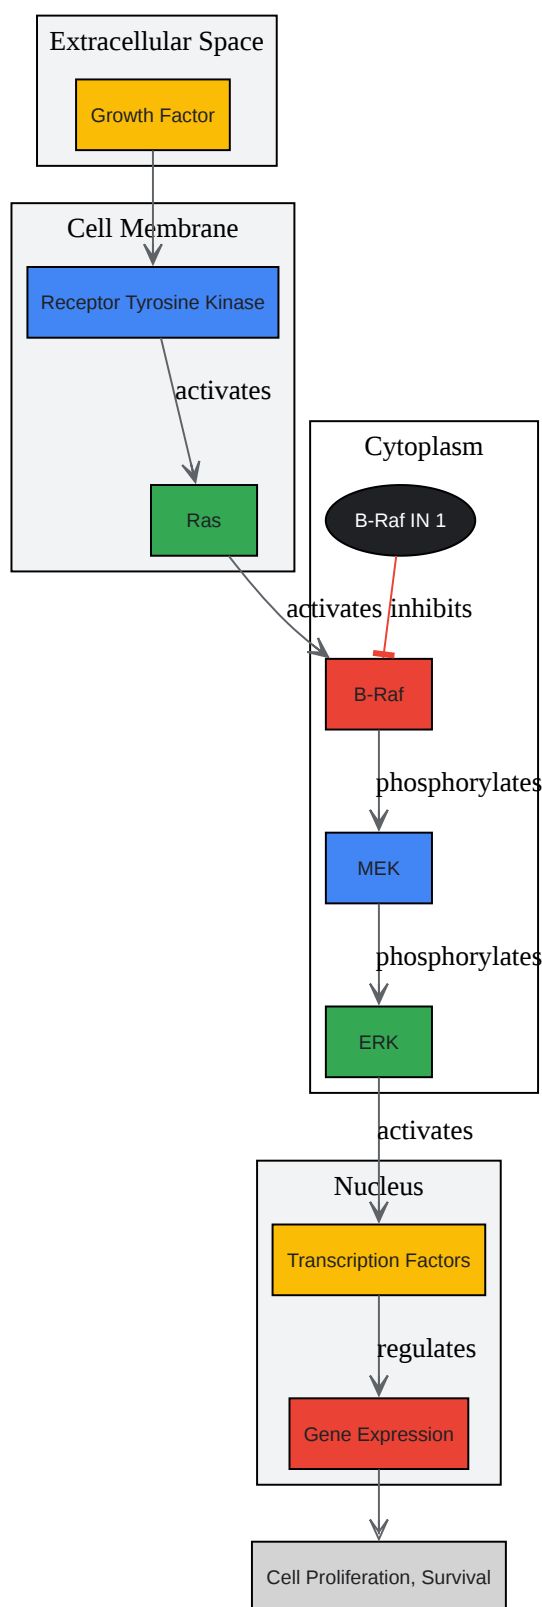 Extracellular Space
Growth Factor
Cell Membrane
Receptor Tyrosine Kinase
activates
Cytoplasm
Ras
B-Raf IN 1
activates
inhibits
B-Raf
phosphorylates
MEK
phosphorylates
ERK
activates
Nucleus
Transcription Factors
regulates
Gene Expression
Cell Proliferation, Survival